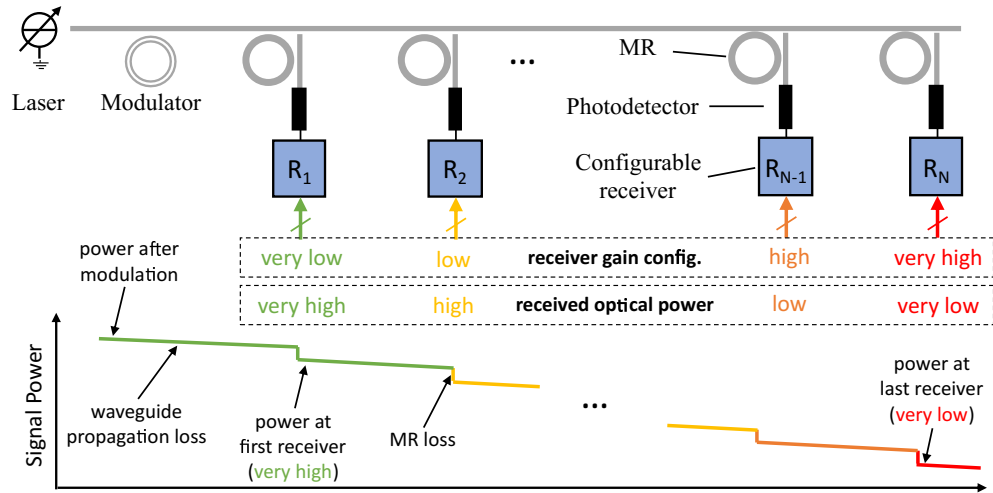 MR
...
Laser
Modulator
Photodetector
Configurable
receiver
R1
R2
RN-1
RN
power after
modulation
very low
low
receiver gain config.
high
very high
very high
high
received optical power
low
very low
Signal Power
waveguide
propagation loss
power at
first receiver
(very high)
MR loss
...
power at
last receiver
(very low)